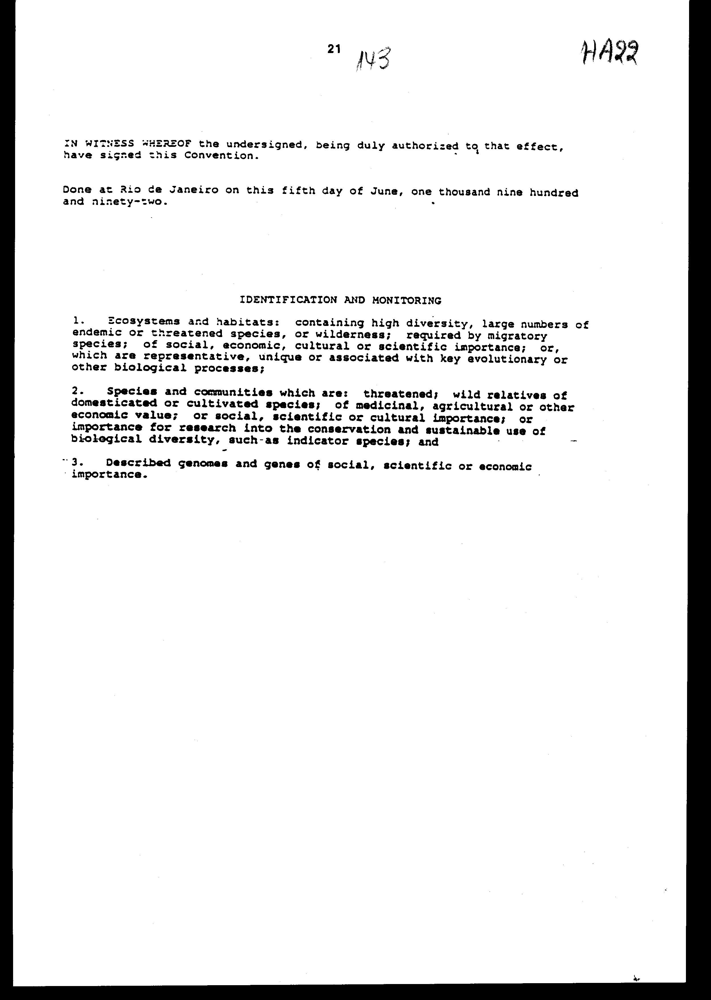 21
143
HA22
IN WITNESS WHEREOF the undersigned, being duly authorized to that effect,
have signed this Convention.
Done at Rio de Janeiro on this fifth day of June, one thousand nine hundred
and ninety-two.
IDENTIFICATION AND MONITORING
1. Ecosystems and habitats: containing high diversity, large numbers of
endemic or threatened species, or wilderness; required by migratory
species; of social, economic, cultural or scientific importance; or,
which are representative, unique or associated with key evolutionary or
other biological processes;
2. Species and communities which are: threatened; wild relatives of
domesticated or cultivated species; of medicinal, agricultural or other
economic value; or social, scientific or cultural importance; or
importance for research into the conservation and sustainable use of
biological diversity, such-as indicator species; and
3. Described genomes and genes of social, scientific or economic
importance.